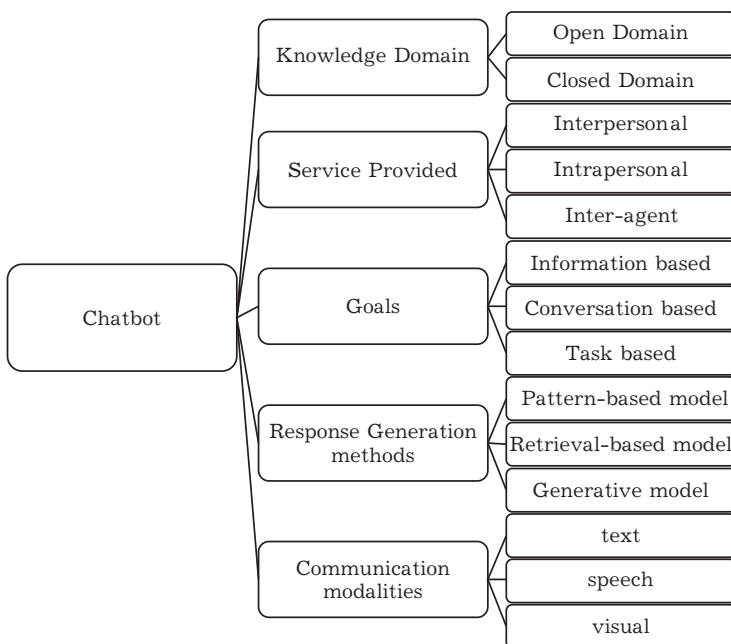 Chatbot
Knowledge Domain
Open Domain
Closed Domain
Service Provided
Interpersonal
Intrapersonal
Inter-agent
Goals
Information based
Conversation based
Task based
Response Generation
methods
Pattern-based model
Retrieval-based model
Generative model
Communication
modalities
text
speech
visual